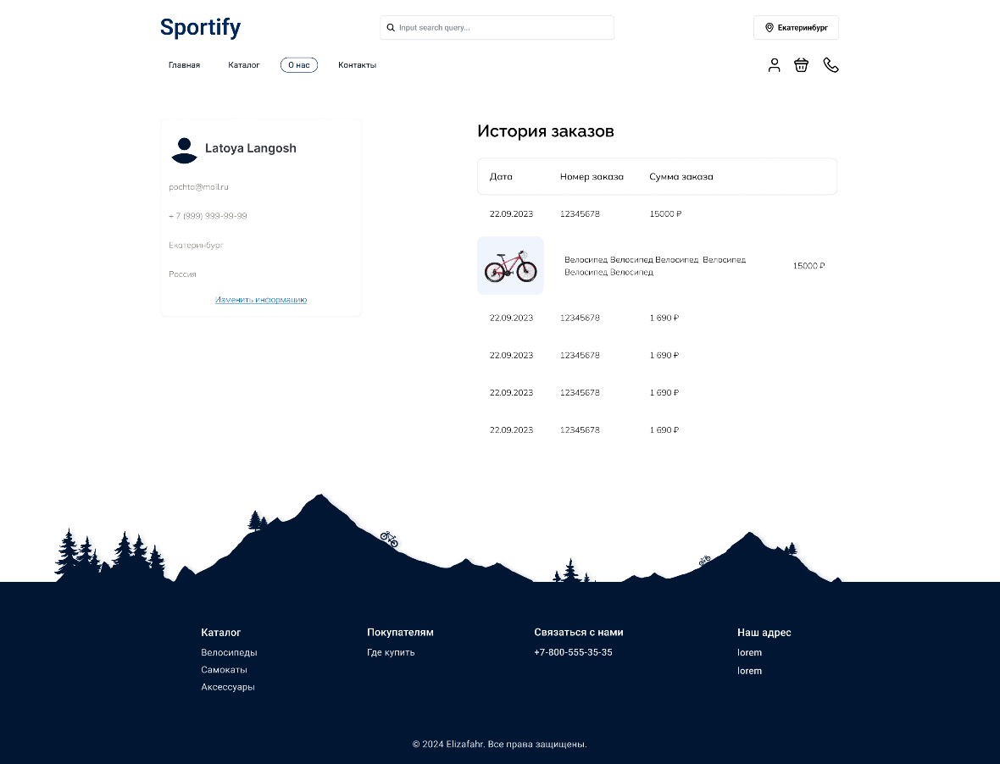 Sportify
Input search query...
Екатеринбург
Главная
Каталог
О нас
Контакты
Latoya Langosh
pochta@mail.ru
+ 7 (999) 999-99-99
Екатеринбург
Россия
Изменить информацию
История заказов
Дата Номер заказа Сумма заказа
22.09.2023 12345678 15000 ₽
Велосипед Велосипед Велосипед Велосипед
Велосипед Велосипед
15000 ₽
22.09.2023 12345678 1 690 ₽
22.09.2023 12345678 1 690 ₽
22.09.2023 12345678 1 690 ₽
22.09.2023 12345678 1 690 ₽
Каталог
Велосипеды
Самокаты
Аксессуары
Покупателям
Где купить
Связаться с нами
+7-800-555-35-35
Наш адрес
lorem
lorem
© 2024 Elizafahr. Все права защищены.